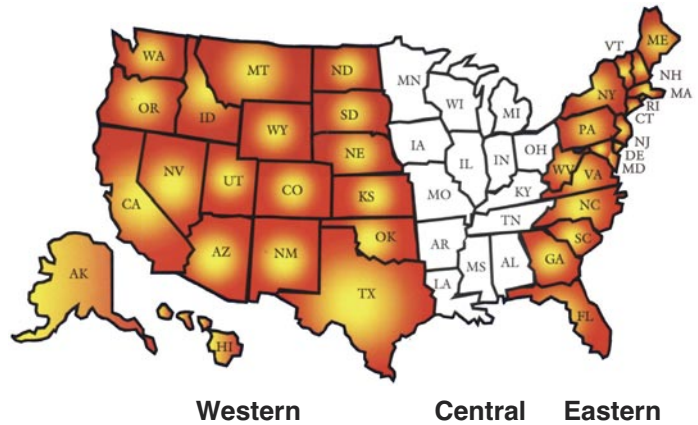 VT
ME
WA
MT
ND
MN
NH
MA
OR
ID
SD
WI
MI
NY
RI
CT
WY
PA
NJ
DE
MD
NE
IA
IL
IN
OH
WV
VA
NV
UT
CO
KS
MO
KY
NC
CA
TN
SC
AZ
NM
OK
AR
MS
AL
GA
AK
TX
LA
FL
HI
Western Central Eastern